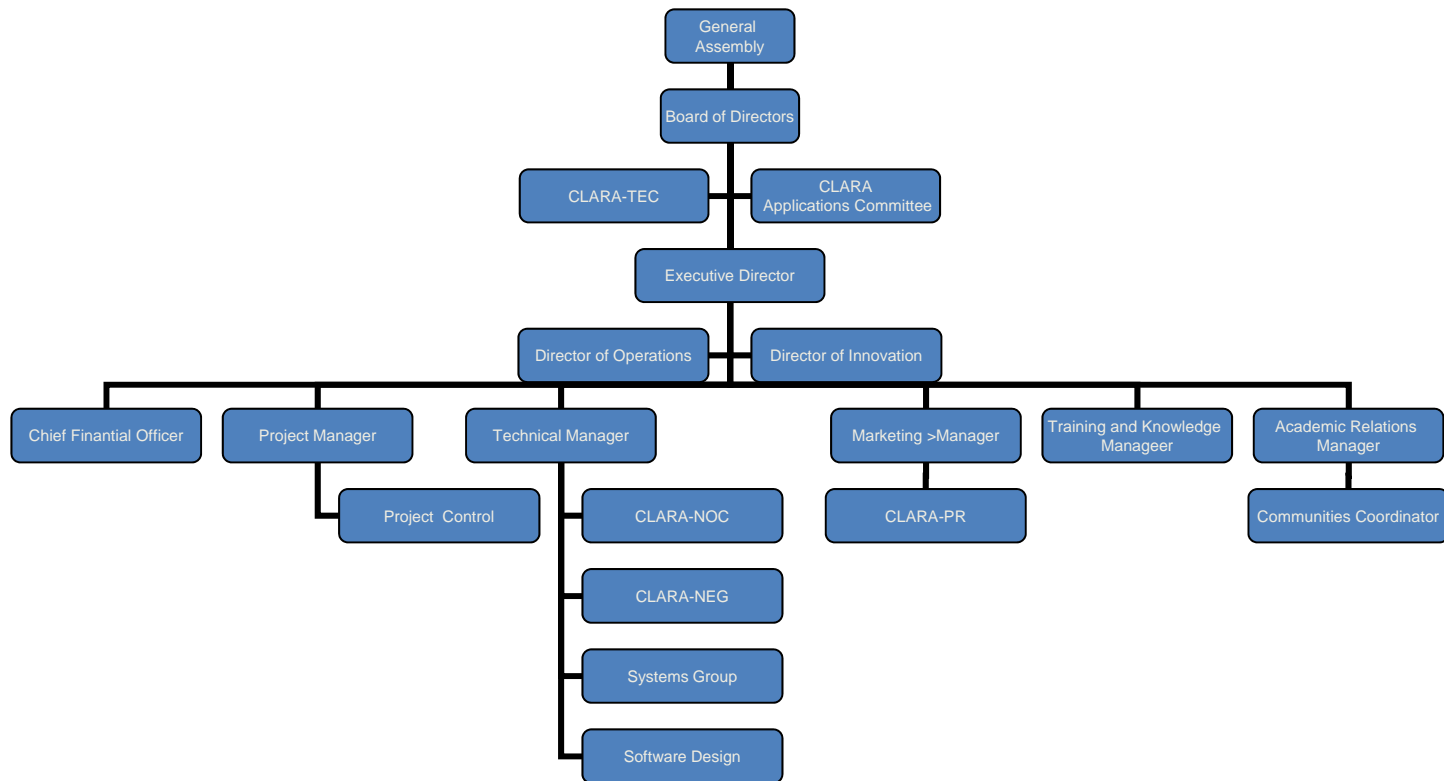 General
Assembly
Board of Directors
CLARA-TEC
CLARA
Applications Committee
Executive Director
Director of Operations
Director of Innovation
Chief Finantial Officer
Project Manager
Technical Manager
Marketing >Manager
Training and Knowledge
Manageer
Academic Relations
Manager
Project Control
CLARA-NOC
CLARA-PR
Communities Coordinator
CLARA-NEG
Systems Group
Software Design